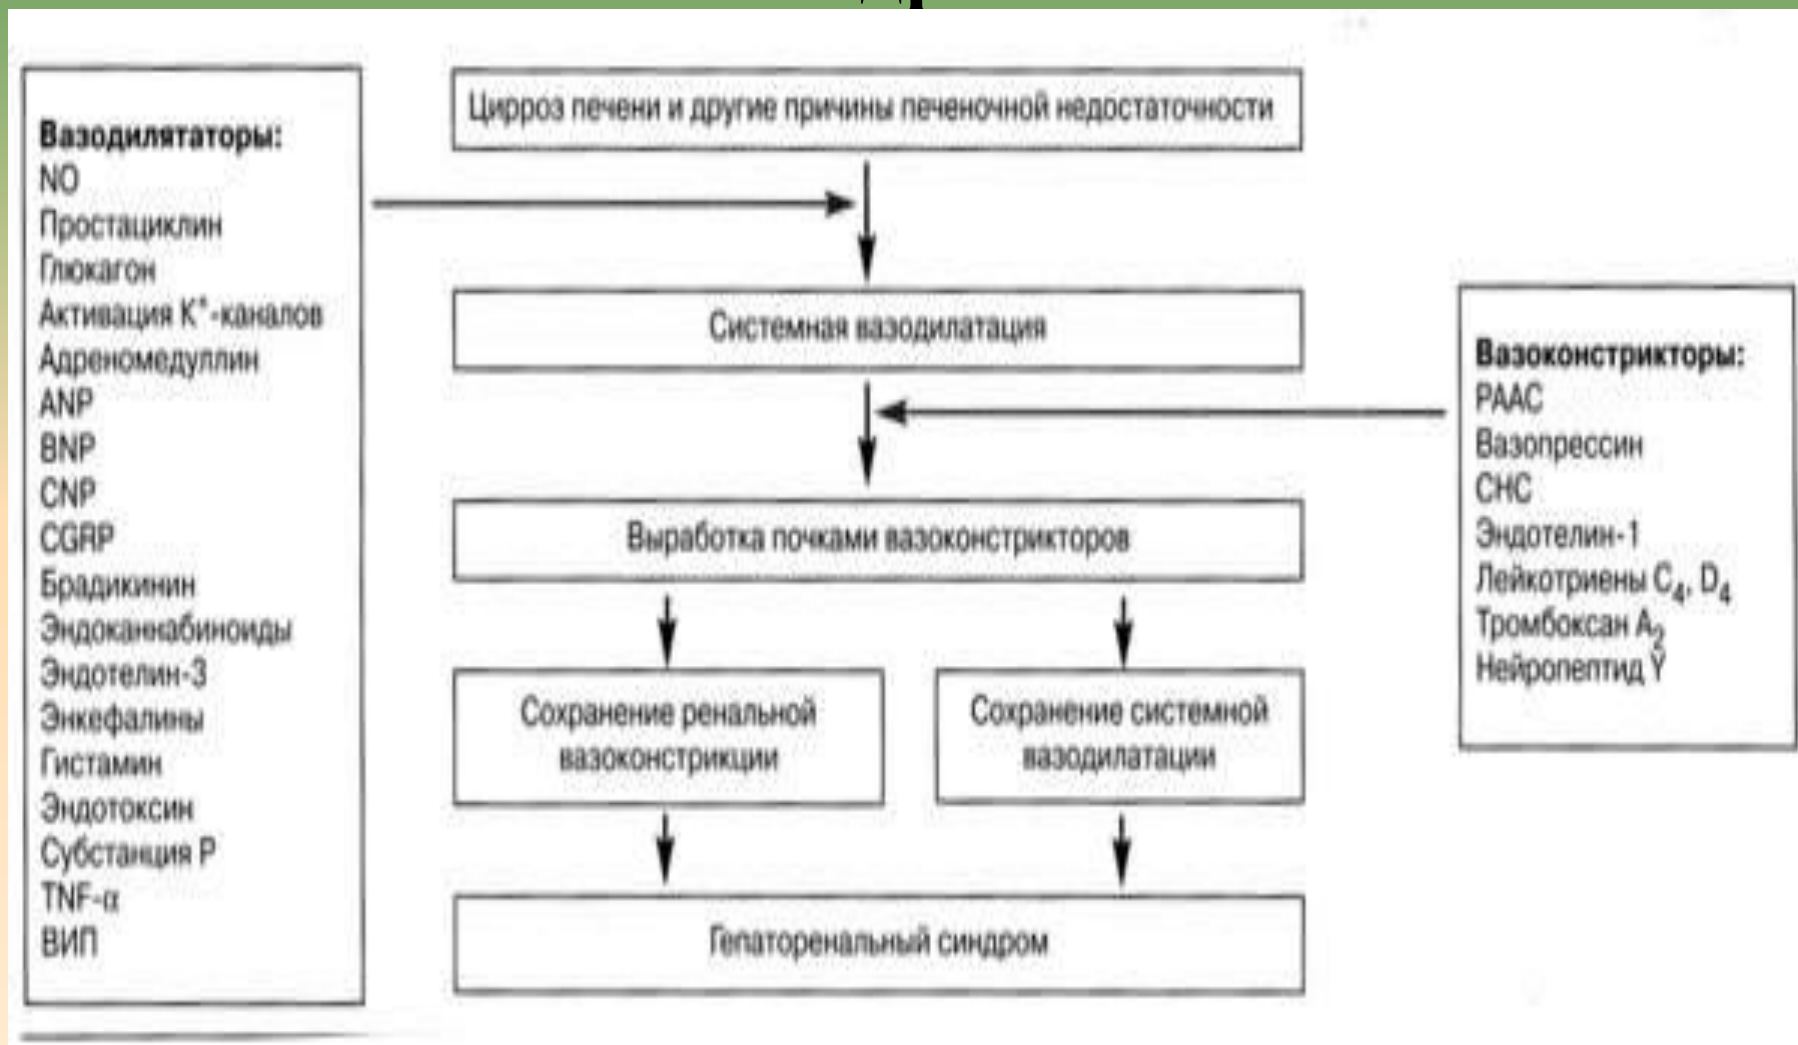 Вазодилятаторы:
NO
Простациклин
Глюкагон
Активация K⁺-каналов
Адреномедуллин
ANP
BNP
CNP
CGRP
Брадикинин
Эндоканнабиноиды
Эндотелин-3
Энкефалины
Гистамин
Эндотоксин
Субстанция P
TNF-α
ВИП
Цирроз печени и другие причины печеночной недостаточности
Системная вазодилатация
Выработка почками вазоконстрикторов
Сохранение ренальной
вазоконстрикции
Сохранение системной
вазодилатации
Гепаторенальный синдром
Вазоконстрикторы:
РААС
Вазопрессин
СНС
Эндотелин-1
Лейкотриены C₄, D₄
Тромбоксан A₂
Нейропептид Y